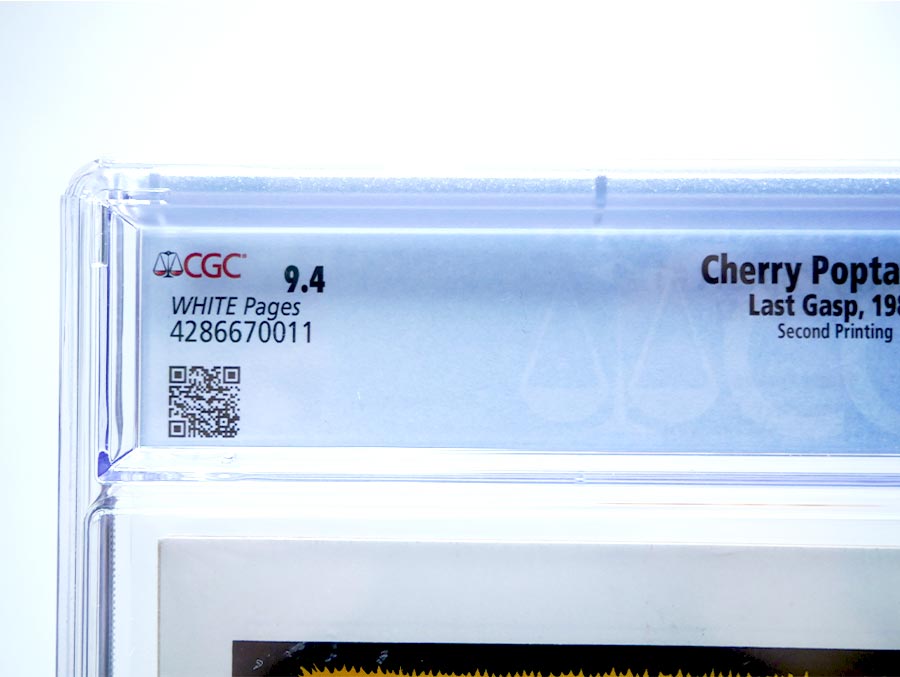 CGC 9.4
WHITE Pages
4286670011
Cherry Popta
Last Gasp, 198
Second Printing